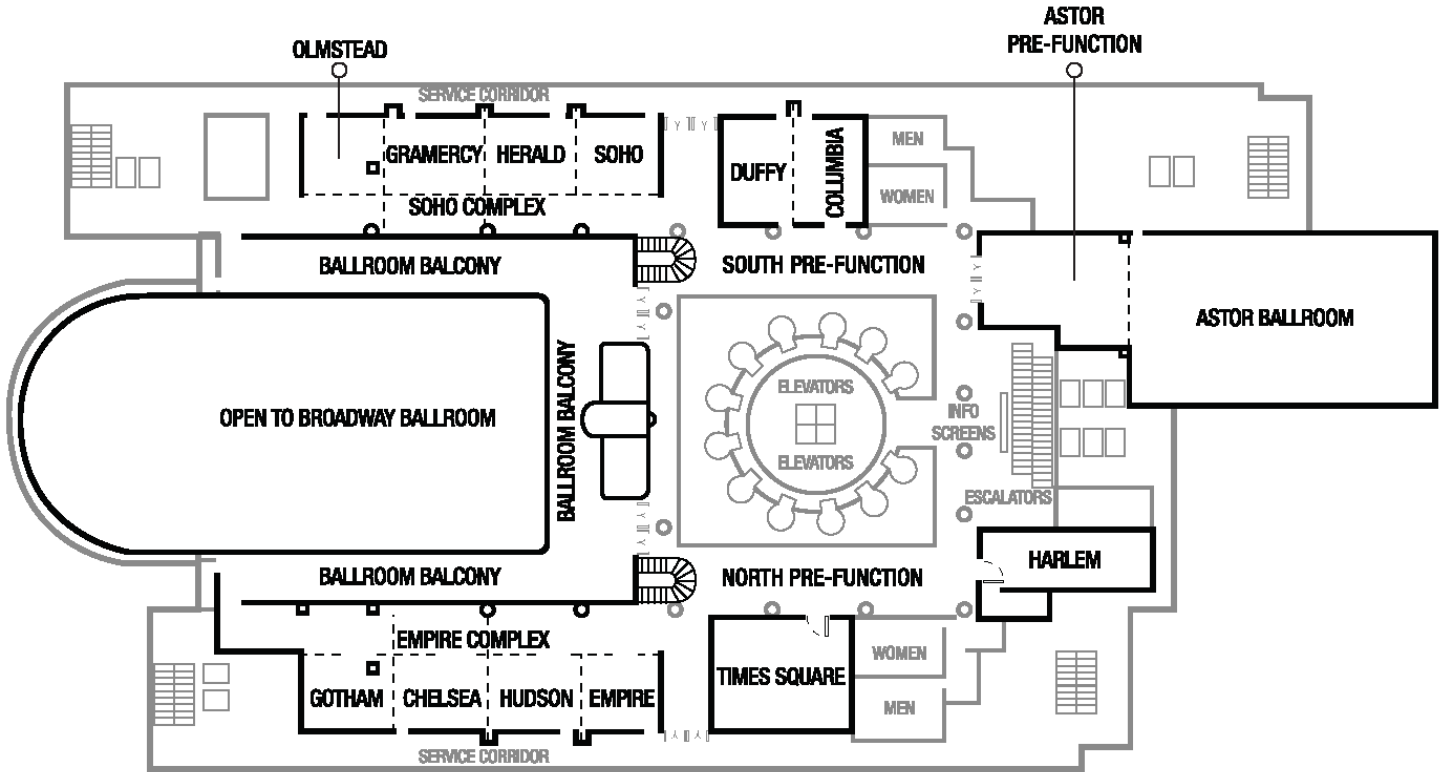 ASTOR
PRE-FUNCTION
OLMSTEAD
SERVICE CORRIDOR
GRAMERCY
HERALD
SOHO
DUFFY
COLUMBIA
MEN
WOMEN
SOHO COMPLEX
BALLROOM BALCONY
SOUTH PRE-FUNCTION
ASTOR BALLROOM
OPEN TO BROADWAY BALLROOM
BALLROOM BALCONY
ELEVATORS
ELEVATORS
INFO
SCREENS
ESCALATORS
BALLROOM BALCONY
NORTH PRE-FUNCTION
HARLEM
EMPIRE COMPLEX
GOTHAM
CHELSEA
HUDSON
EMPIRE
TIMES SQUARE
WOMEN
MEN
SERVICE CORRIDOR